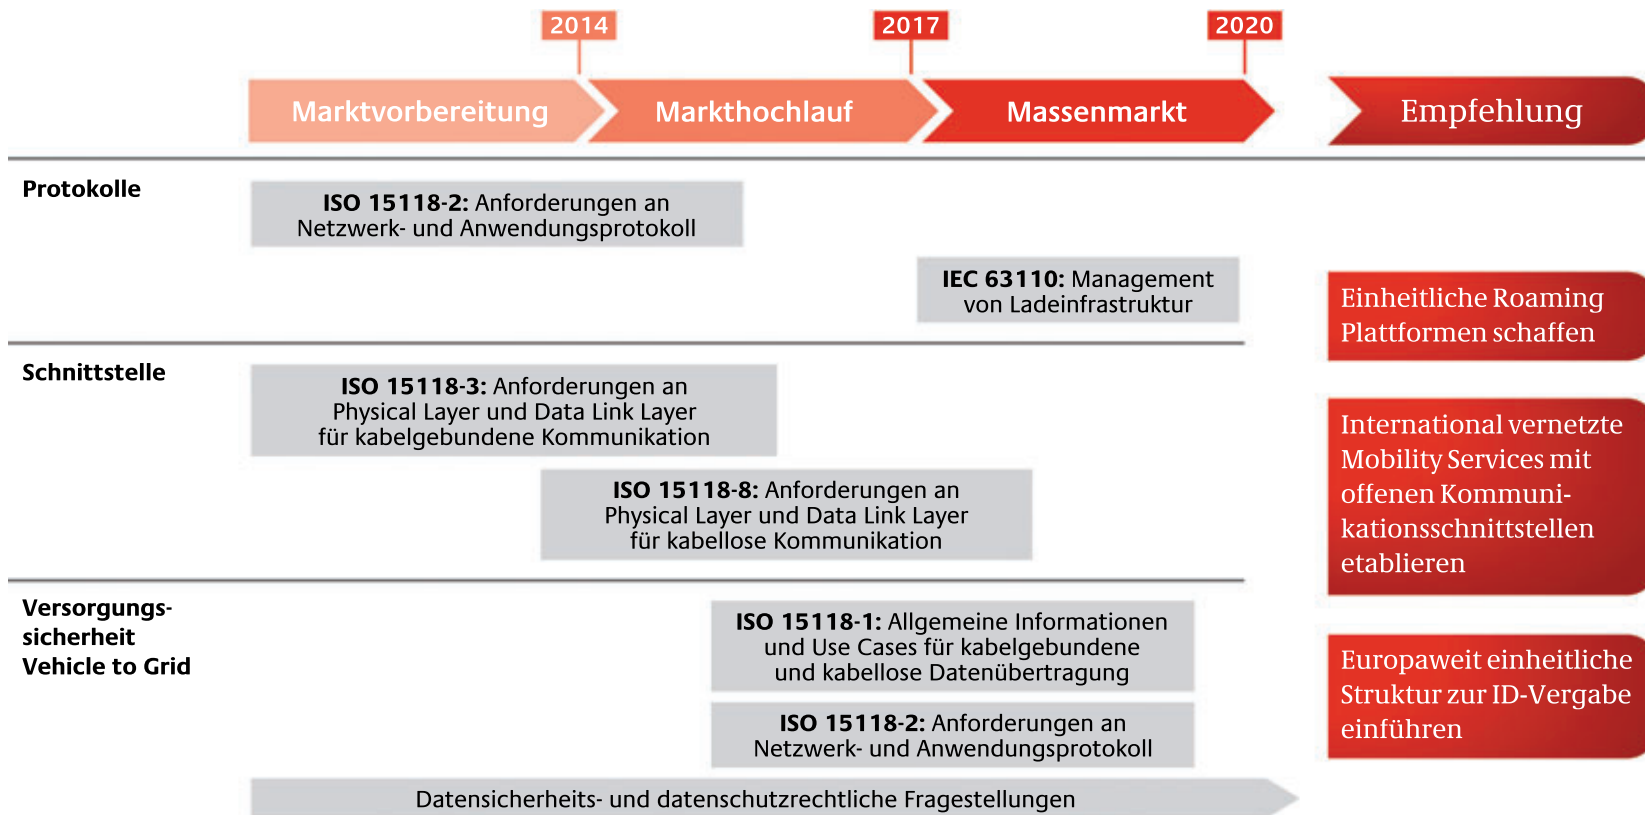 2014
2017
2020
Marktvorbereitung
Markthochlauf
Massenmarkt
Empfehlung
Protokolle
ISO 15118-2: Anforderungen an
Netzwerk- und Anwendungsprotokoll
IEC 63110: Management
von Ladeinfrastruktur
Einheitliche Roaming
Plattformen schaffen
Schnittstelle
ISO 15118-3: Anforderungen an
Physical Layer und Data Link Layer
für kabelgebundene Kommunikation
ISO 15118-8: Anforderungen an
Physical Layer und Data Link Layer
für kabellose Kommunikation
International vernetzte
Mobility Services mit
offenen Kommuni-
kationsschnittstellen
etablieren
Versorgungs-
sicherheit
Vehicle to Grid
ISO 15118-1: Allgemeine Informationen
und Use Cases für kabelgebundene
und kabellose Datenübertragung
ISO 15118-2: Anforderungen an
Netzwerk- und Anwendungsprotokoll
Europaweit einheitliche
Struktur zur ID-Vergabe
einführen
Datensicherheits- und datenschutzrechtliche Fragestellungen